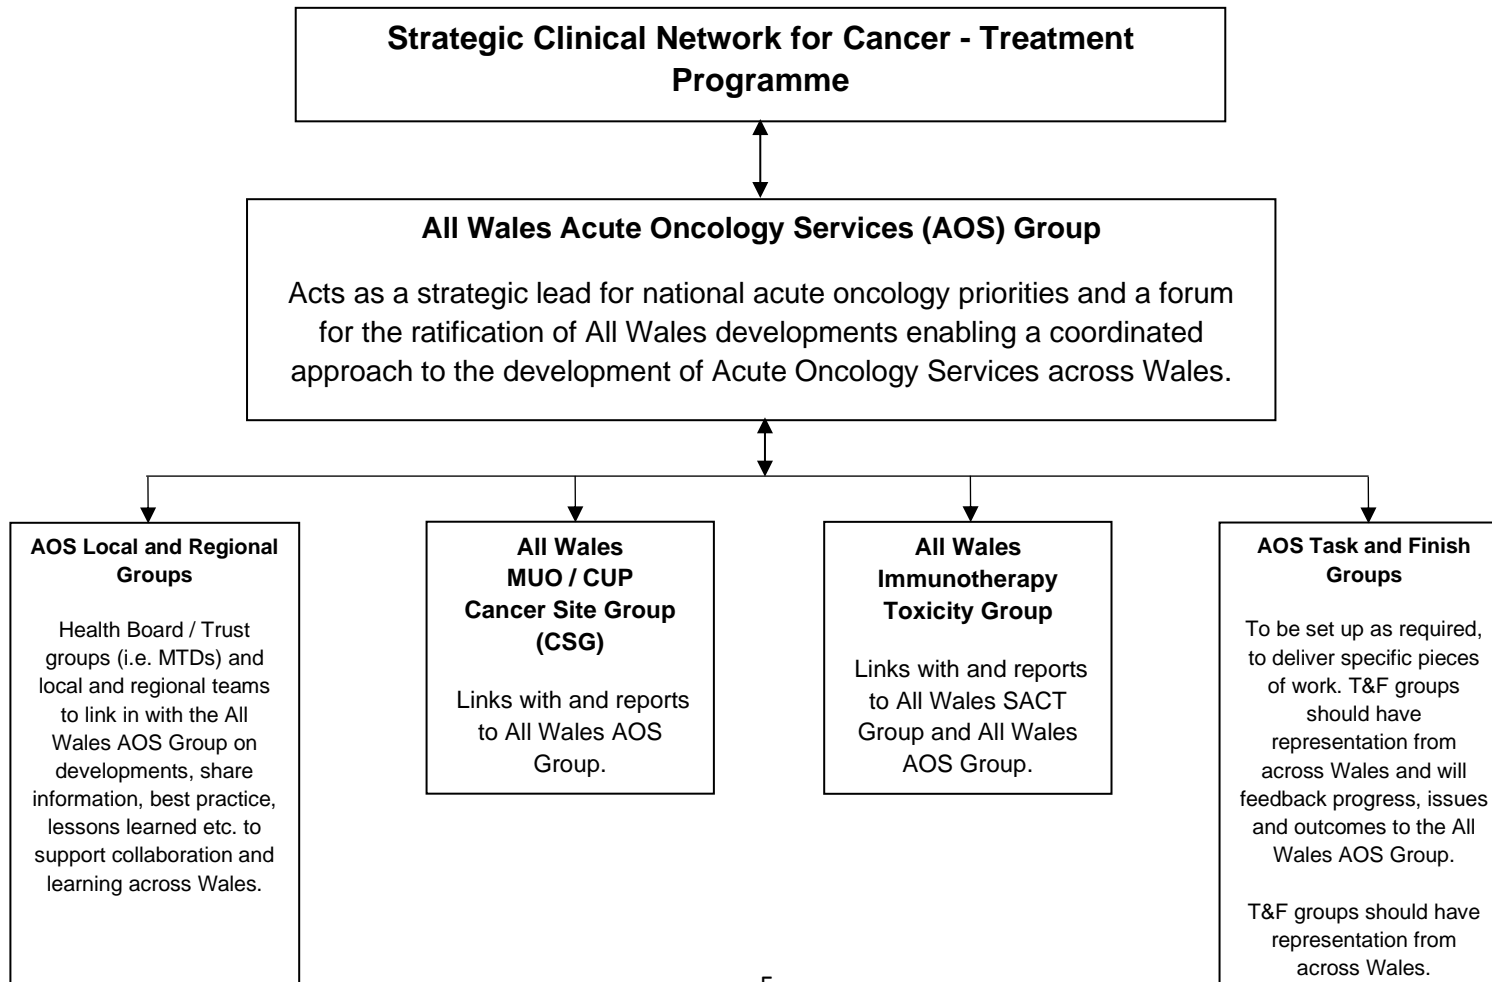 Strategic Clinical Network for Cancer - Treatment
Programme
All Wales Acute Oncology Services (AOS) Group
Acts as a strategic lead for national acute oncology priorities and a forum
for the ratification of All Wales developments enabling a coordinated
approach to the development of Acute Oncology Services across Wales.
AOS Local and Regional
Groups
Health Board / Trust
groups (i.e. MTDs) and
local and regional teams
to link in with the All
Wales AOS Group on
developments, share
information, best practice,
lessons learned etc. to
support collaboration and
learning across Wales.
All Wales
MUO / CUP
Cancer Site Group
(CSG)
Links with and reports
to All Wales AOS
Group.
All Wales
Immunotherapy
Toxicity Group
Links with and reports
to All Wales SACT
Group and All Wales
AOS Group.
AOS Task and Finish
Groups
To be set up as required,
to deliver specific pieces
of work. T&F groups
should have
representation from
across Wales and will
feedback progress, issues
and outcomes to the All
Wales AOS Group.
T&F groups should have
representation from
across Wales.